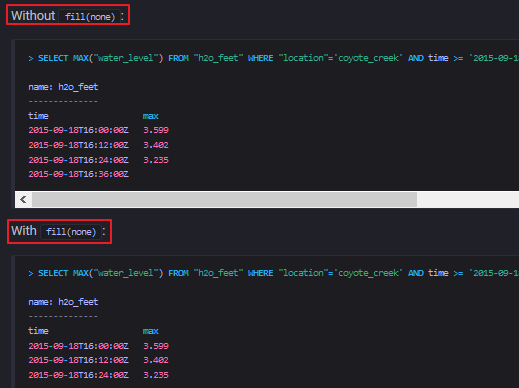 Without fill(none) :
> SELECT MAX("water_level") FROM "h2o_feet" WHERE "location"='coyote_creek' AND time >= '2015-09-
name: h2o_feet
--------------
time max
2015-09-18T16:00:00Z 3.599
2015-09-18T16:12:00Z 3.402
2015-09-18T16:24:00Z 3.235
2015-09-18T16:36:00Z
With fill(none) :
> SELECT MAX("water_level") FROM "h2o_feet" WHERE "location"='coyote_creek' AND time >= '2015-09-18
name: h2o_feet
--------------
time max
2015-09-18T16:00:00Z 3.599
2015-09-18T16:12:00Z 3.402
2015-09-18T16:24:00Z 3.235